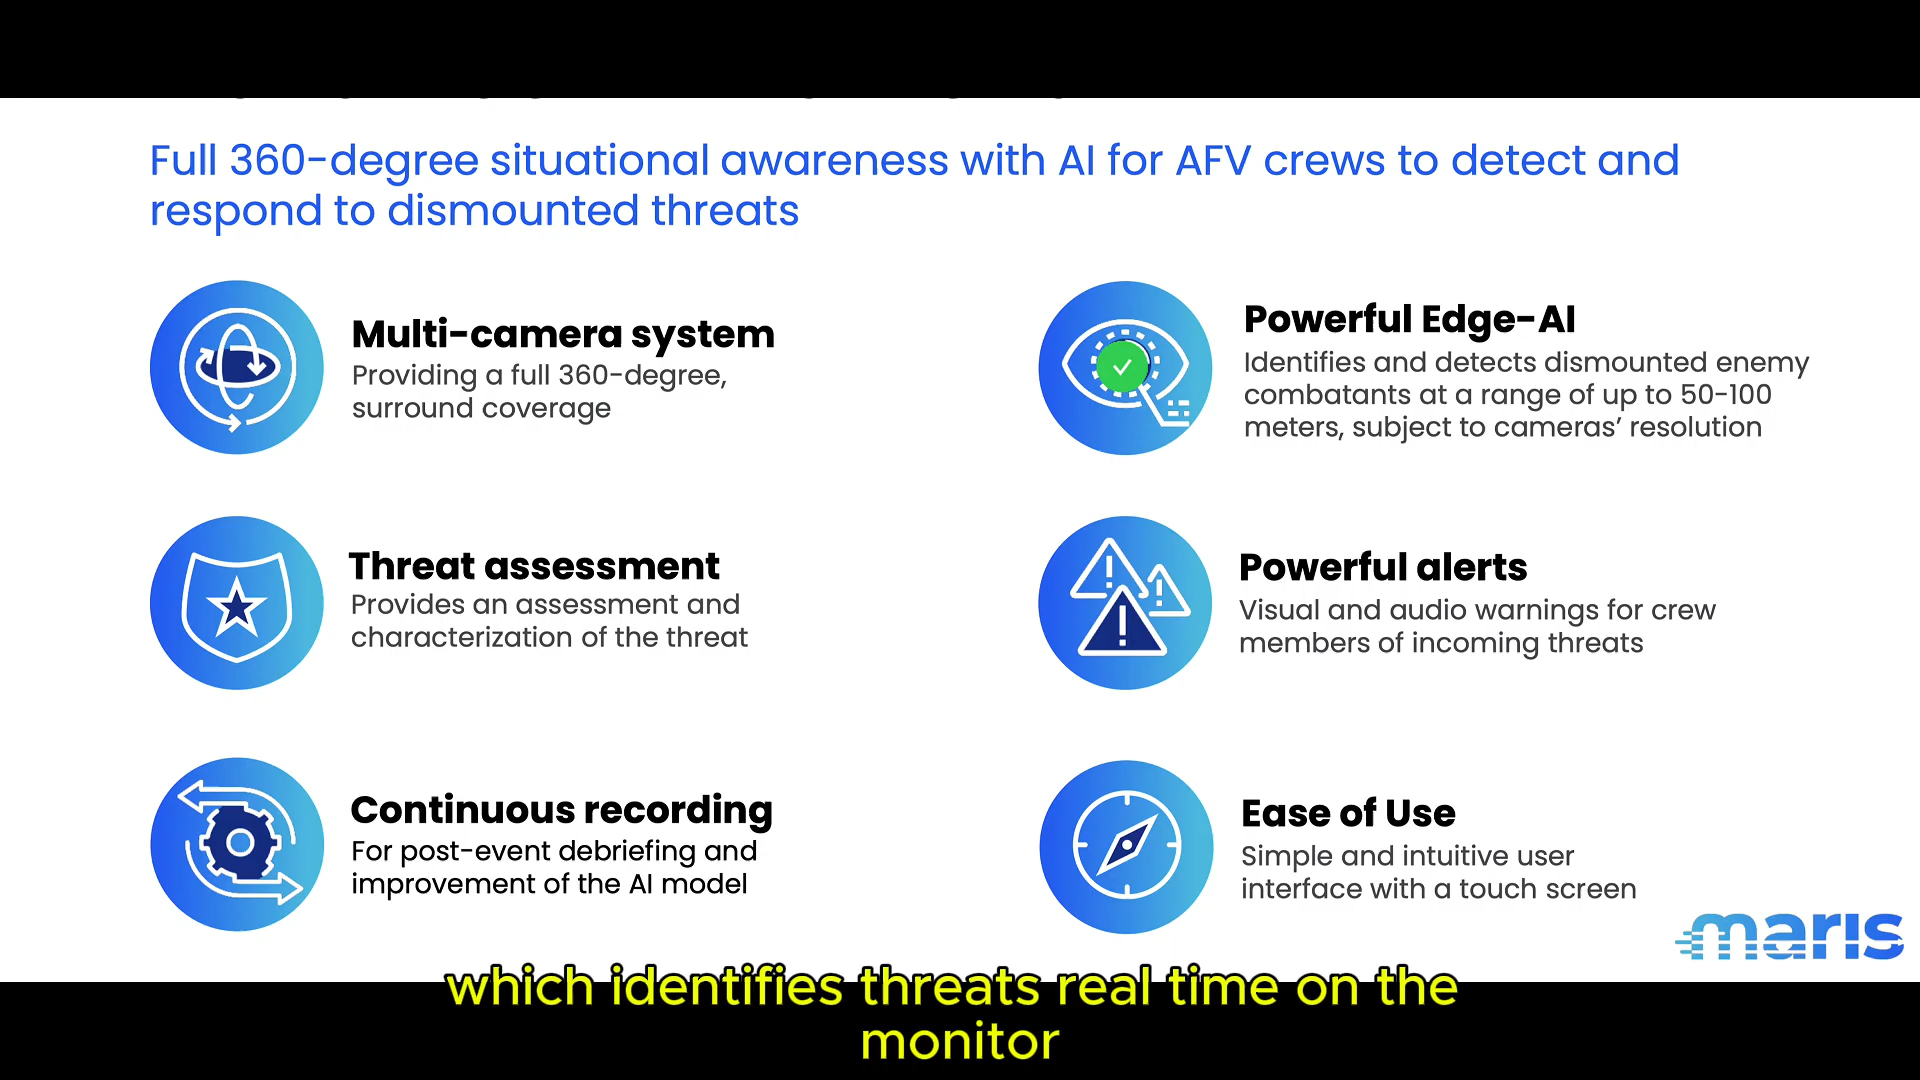 Full 360-degree situational awareness with AI for AFV crews to detect and
respond to dismounted threats
Multi-camera system
Providing a full 360-degree,
surround coverage
Powerful Edge-AI
Identifies and detects dismounted enemy
combatants at a range of up to 50-100
meters, subject to cameras’ resolution
Threat assessment
Provides an assessment and
characterization of the threat
Powerful alerts
Visual and audio warnings for crew
members of incoming threats
Continuous recording
For post-event debriefing and
improvement of the AI model
Ease of Use
Simple and intuitive user
interface with a touch screen
maris
which identifies threats real time on the
monitor